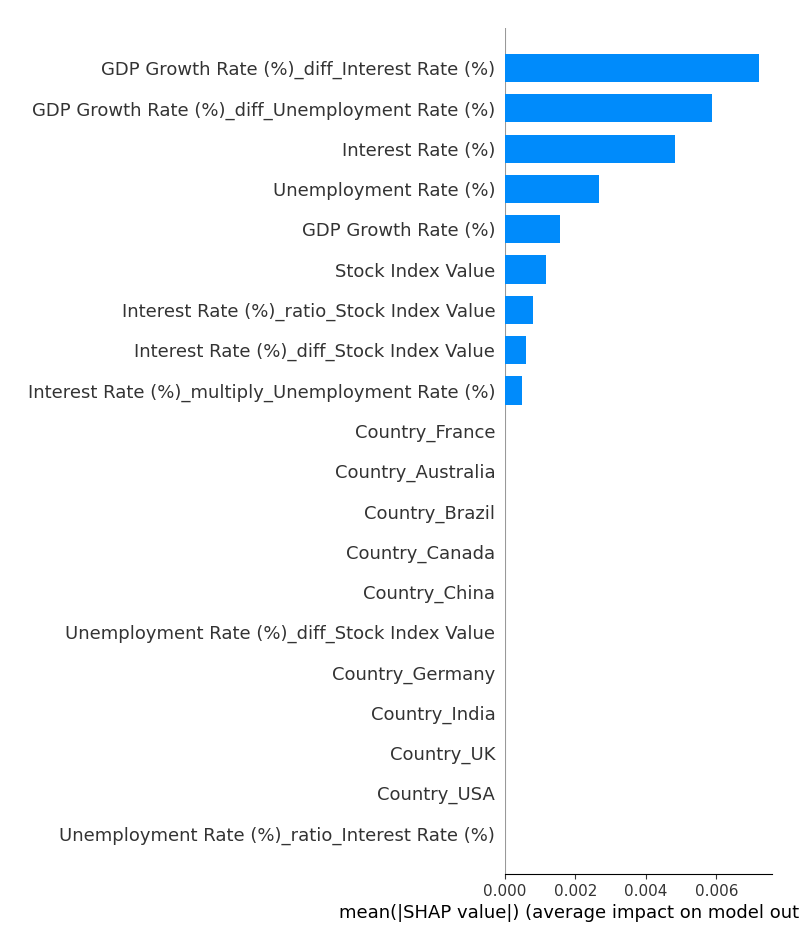 GDP Growth Rate (%)_diff_Interest Rate (%)
GDP Growth Rate (%)_diff_Unemployment Rate (%)
Interest Rate (%)
Unemployment Rate (%)
GDP Growth Rate (%)
Stock Index Value
Interest Rate (%)_ratio_Stock Index Value
Interest Rate (%)_diff_Stock Index Value
Interest Rate (%)_multiply_Unemployment Rate (%)
Country_France
Country_Australia
Country_Brazil
Country_Canada
Country_China
Unemployment Rate (%)_diff_Stock Index Value
Country_Germany
Country_India
Country_UK
Country_USA
Unemployment Rate (%)_ratio_Interest Rate (%)
0.000 0.002 0.004 0.006
mean(|SHAP value|) (average impact on model out